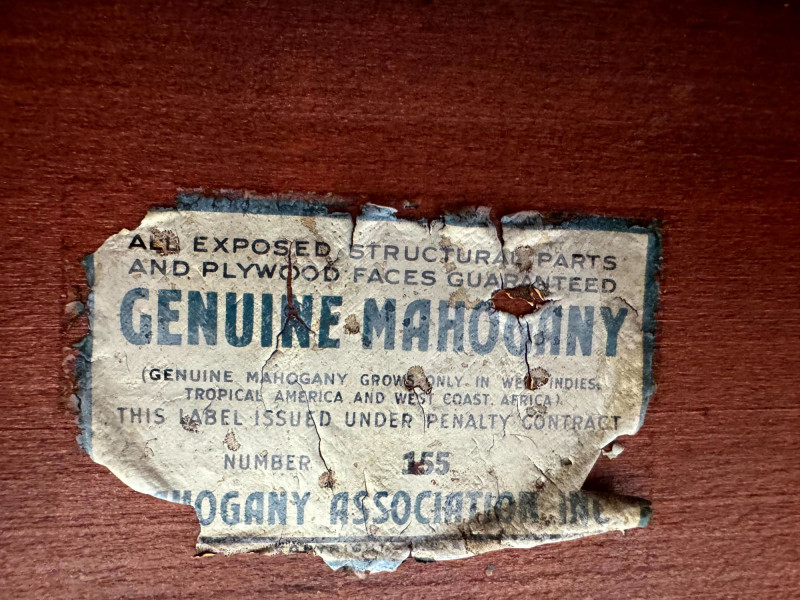 ALL EXPOSED STRUCTURAL PARTS
AND PLYWOOD FACES GUARANTEED
GENUINE MAHOGANY
(GENUINE MAHOGANY GROWS ONLY IN WEST INDIES,
TROPICAL AMERICA AND WEST COAST, AFRICA).
THIS LABEL ISSUED UNDER PENALTY CONTRACT
NUMBER 155
MAHOGANY ASSOCIATION INC